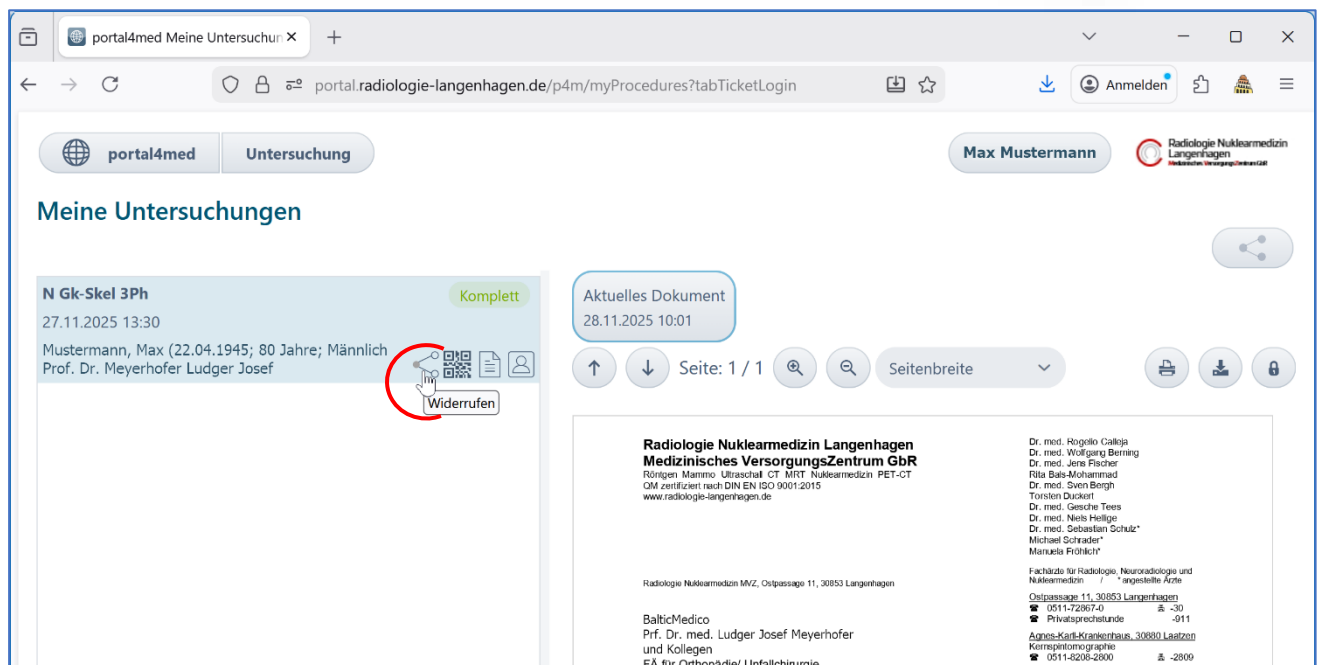 portal4med Meine Untersuchun
portal.radiologie-langenhagen.de/p4m/myProcedures?tabTicketLogin
Anmelden
portal4med
Untersuchung
Max Mustermann
Radiologie Nuklearmedizin
Langenhagen
Medizinisches VersorgungsZentrum GbR
Meine Untersuchungen
N Gk-Skel 3Ph
Komplett
27.11.2025 13:30
Mustermann, Max (22.04.1945; 80 Jahre; Männlich
Prof. Dr. Meyerhofer Ludger Josef
Widerrufen
Aktuelles Dokument
28.11.2025 10:01
Seite: 1 / 1
Seitenbreite
Radiologie Nuklearmedizin Langenhagen
Medizinisches VersorgungsZentrum GbR
Röntgen Mammo Ultraschall CT MRT Nuklearmedizin PET-CT
QM zertifiziert nach DIN EN ISO 9001:2015
www.radiologie-langenhagen.de
Dr. med. Rogelio Calleja
Dr. med. Wolfgang Berning
Dr. med. Jens Fischer
Rita Bals-Mohammad
Dr. med. Sven Bergh
Torsten Duckert
Dr. med. Gesche Tees
Dr. med. Niels Hellige
Dr. med. Sebastian Schulz*
Michael Schrader*
Manuela Fröhlich*
Fachärzte für Radiologie, Neuroradiologie und
Nuklearmedizin / * angestellte Ärzte
Ostpassage 11, 30853 Langenhagen
0511-72867-0 -30
Privatsprechstunde -911
Agnes-Karll-Krankenhaus, 30880 Laatzen
Kernspintomographie
0511-8208-2800 -2809
Radiologie Nuklearmedizin MVZ, Ostpassage 11, 30853 Langenhagen
BalticMedico
Prf. Dr. med. Ludger Josef Meyerhofer
und Kollegen
FÄ für Orthopädie/ Unfallchirurgie